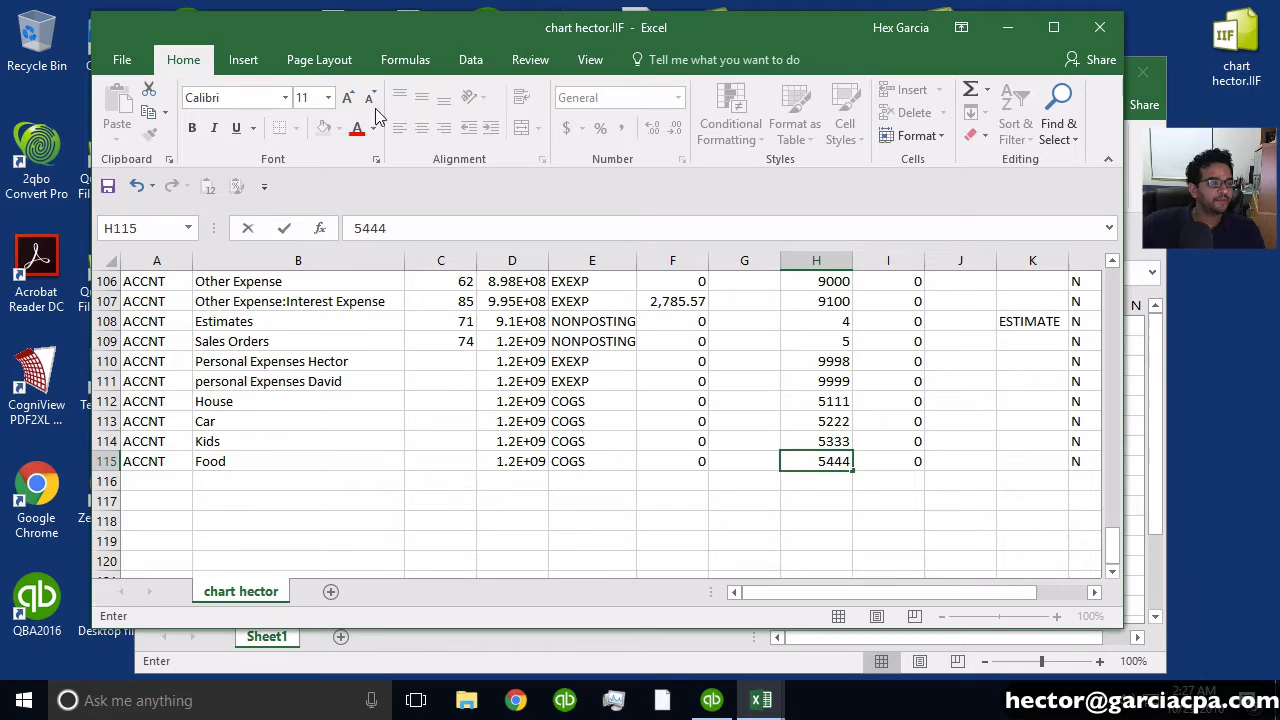 chart hector.IIF - Excel
Hex Garcia
File Home Insert Page Layout Formulas Data Review View Tell me what you want to do Share
Paste
Clipboard
Calibri 11
B I U
Font
Alignment
General
$ % ,
Number
Conditional Formatting
Format as Table
Cell Styles
Styles
Insert
Delete
Format
Cells
Sort & Filter
Find & Select
Editing
12
H115 fx 5444
A B C D E F G H I J K
106 ACCNT Other Expense 62 8.98E+08 EXEXP 0 9000 0 N
107 ACCNT Other Expense:Interest Expense 85 9.95E+08 EXEXP 2,785.57 9100 0 N
108 ACCNT Estimates 71 9.1E+08 NONPOSTING 0 4 0 ESTIMATE N
109 ACCNT Sales Orders 74 1.2E+09 NONPOSTING 0 5 0 N
110 ACCNT Personal Expenses Hector 1.2E+09 EXEXP 0 9998 0 N
111 ACCNT personal Expenses David 1.2E+09 EXEXP 0 9999 0 N
112 ACCNT House 1.2E+09 COGS 0 5111 0 N
113 ACCNT Car 1.2E+09 COGS 0 5222 0 N
114 ACCNT Kids 1.2E+09 COGS 0 5333 0 N
115 ACCNT Food 1.2E+09 COGS 0 5444 0 N
116
117
118
119
120
chart hector
Enter
100%
Sheet1
Enter
100%
Share
N
Recycle Bin
2qbo Convert Pro
Acrobat Reader DC
CogniView PDF2XL ...
Google Chrome
QBA2016
Desktop
IIF
chart hector.IIF
Ask me anything
2:27 AM
hector@garciacpa.com